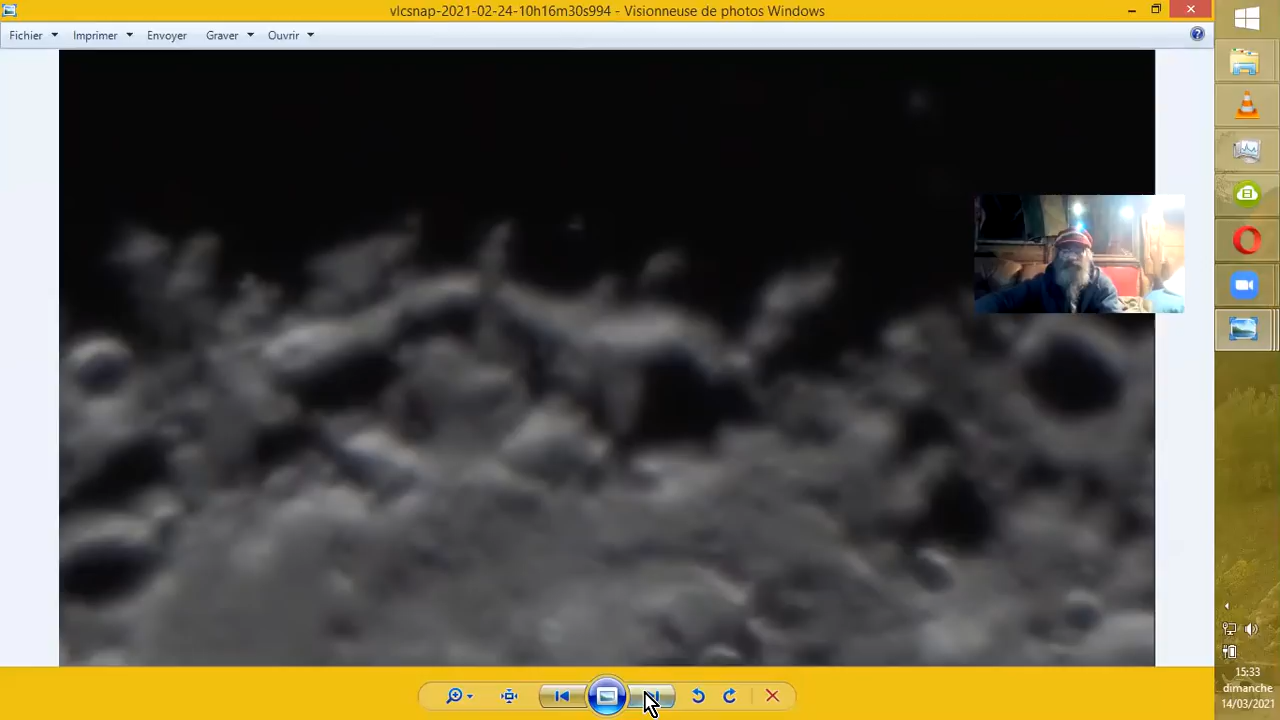 vlcsnap-2021-02-24-10h16m30s994 - Visionneuse de photos Windows
Fichier Imprimer Envoyer Graver Ouvrir
15:33
dimanche
14/03/2021